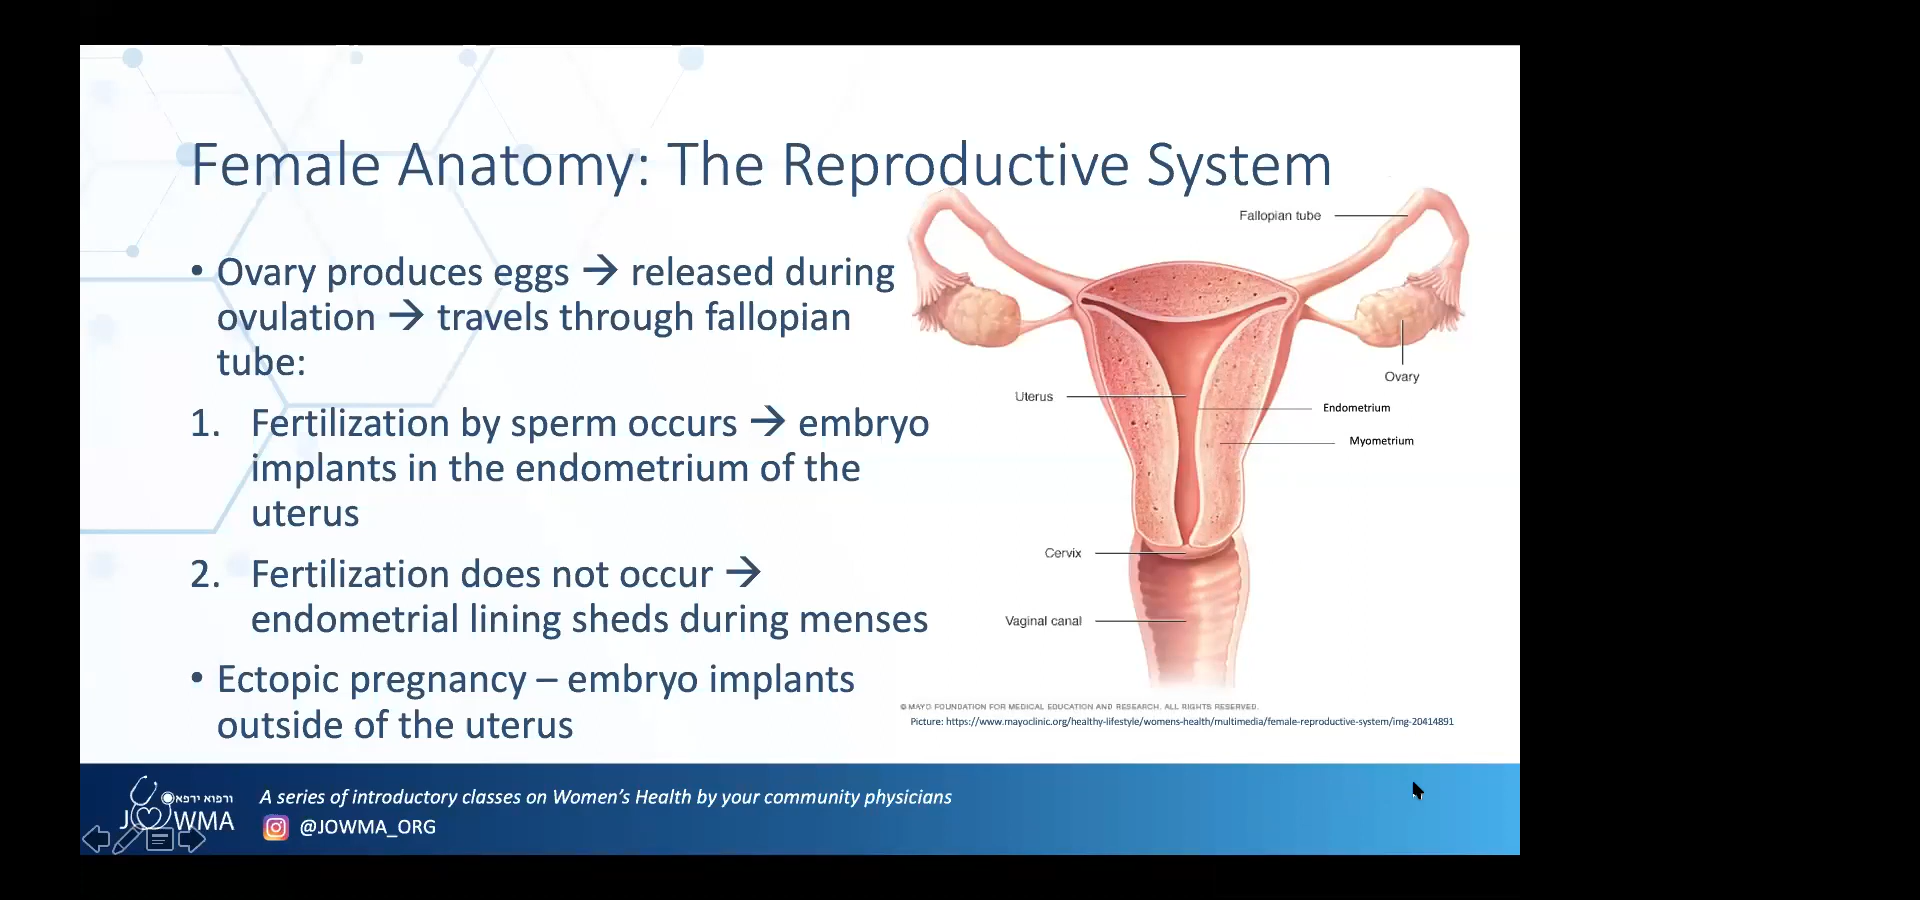 Female Anatomy: The Reproductive System
• Ovary produces eggs → released during
ovulation → travels through fallopian
tube:
1. Fertilization by sperm occurs → embryo
implants in the endometrium of the
uterus
2. Fertilization does not occur →
endometrial lining sheds during menses
• Ectopic pregnancy – embryo implants
outside of the uterus
Fallopian tube
Ovary
Uterus
Endometrium
Myometrium
Cervix
Vaginal canal
© MAYO FOUNDATION FOR MEDICAL EDUCATION AND RESEARCH. ALL RIGHTS RESERVED.
Picture: https://www.mayoclinic.org/healthy-lifestyle/womens-health/multimedia/female-reproductive-system/img-20414891
ורפוא ירפא
JOWMA
A series of introductory classes on Women's Health by your community physicians
@JOWMA_ORG